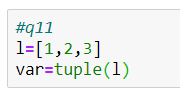 #q11
l=[1,2,3]
var=tuple(l)